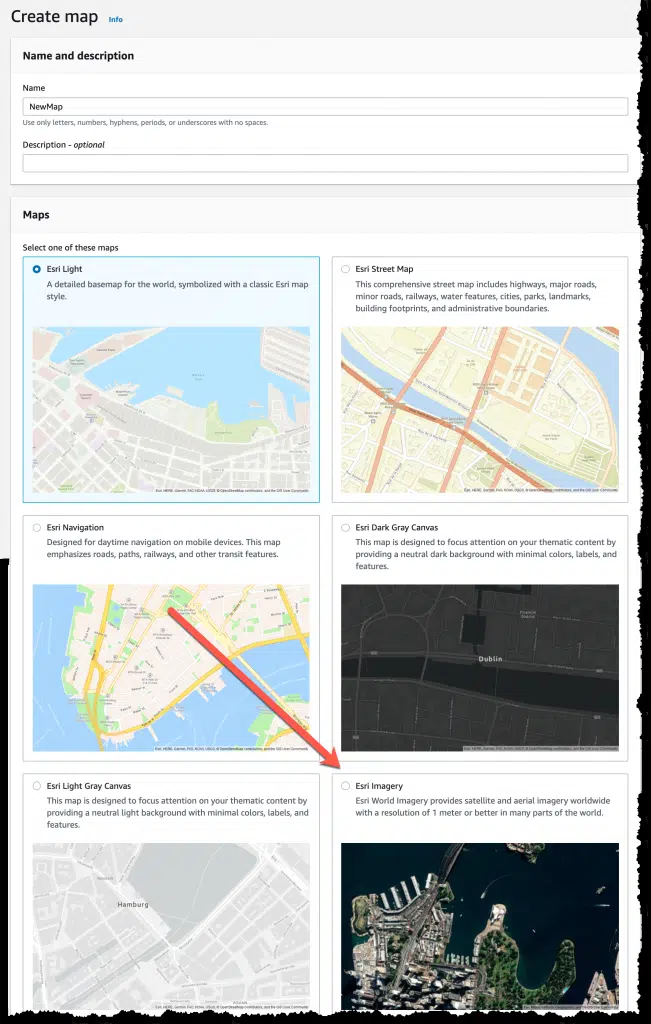 Create map Info
Name and description
Name
NewMap
Use only letters, numbers, hyphens, periods, or underscores with no spaces.
Description - optional
Maps
Select one of these maps
Esri Light
A detailed basemap for the world, symbolized with a classic Esri map
style.
Esri Street Map
This comprehensive street map includes highways, major roads,
minor roads, railways, water features, cities, parks, landmarks,
building footprints, and administrative boundaries.
Esri, HERE, Garmin, FAO, NOAA, USGS, © OpenStreetMap contributors, and the GIS User Community
Esri, HERE, Garmin, FAO, NOAA, USGS, © OpenStreetMap contributors, and the GIS User Community
Esri Navigation
Designed for daytime navigation on mobile devices. This map
emphasizes roads, paths, railways, and other transit features.
Esri Dark Gray Canvas
This map is designed to focus attention on your thematic content by
providing a neutral dark background with minimal colors, labels, and
features.
Financial
District
Dublin
Esri, HERE, Garmin, FAO, NOAA, USGS, © OpenStreetMap contributors, and the GIS User Community
Esri, HERE, Garmin, FAO, NOAA, USGS, © OpenStreetMap contributors, and the GIS User Community
Esri Light Gray Canvas
This map is designed to focus attention on your thematic content by
providing a neutral light background with minimal colors, labels, and
features.
Esri Imagery
Esri World Imagery provides satellite and aerial imagery worldwide
with a resolution of 1 meter or better in many parts of the world.
Hamburg
Esri, HERE, Garmin, FAO, NOAA, USGS, © OpenStreetMap contributors, and the GIS User Community